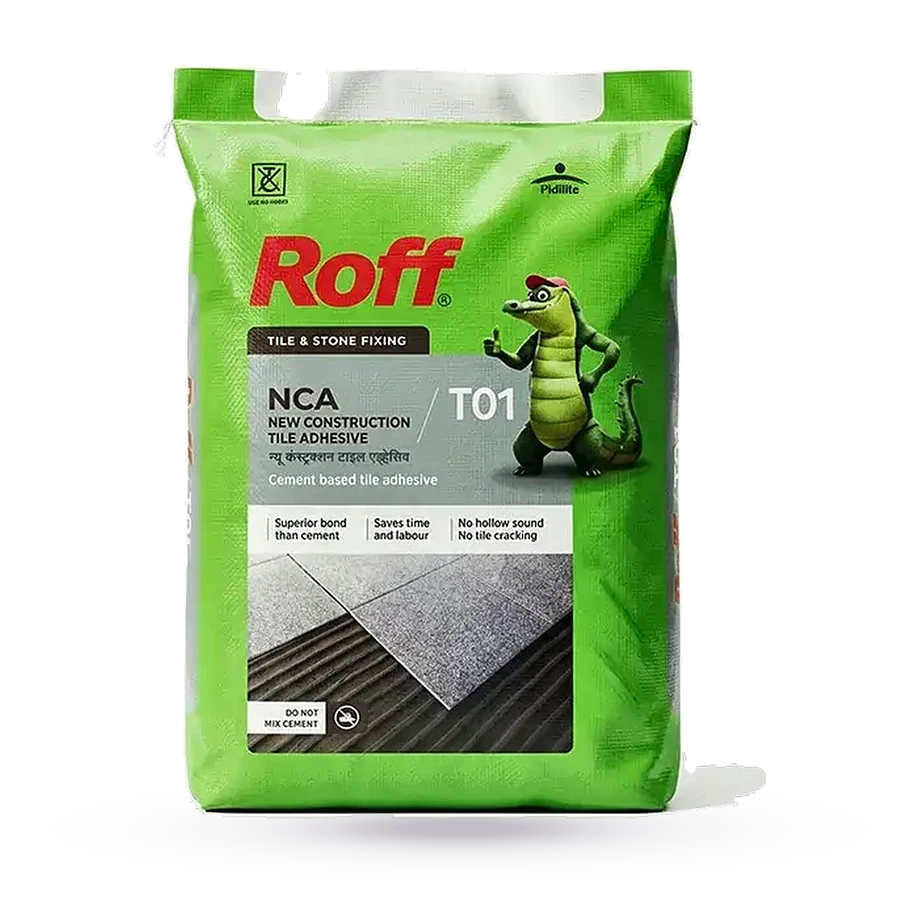 USE NO HOOKS
Pidilite
Roff®
TILE & STONE FIXING
NCA
NEW CONSTRUCTION
TILE ADHESIVE
T01
न्यू कंस्ट्रक्शन टाइल एड्हेसिव
Cement based tile adhesive
Superior bond
than cement
Saves time
and labour
No hollow sound
No tile cracking
DO NOT
MIX CEMENT